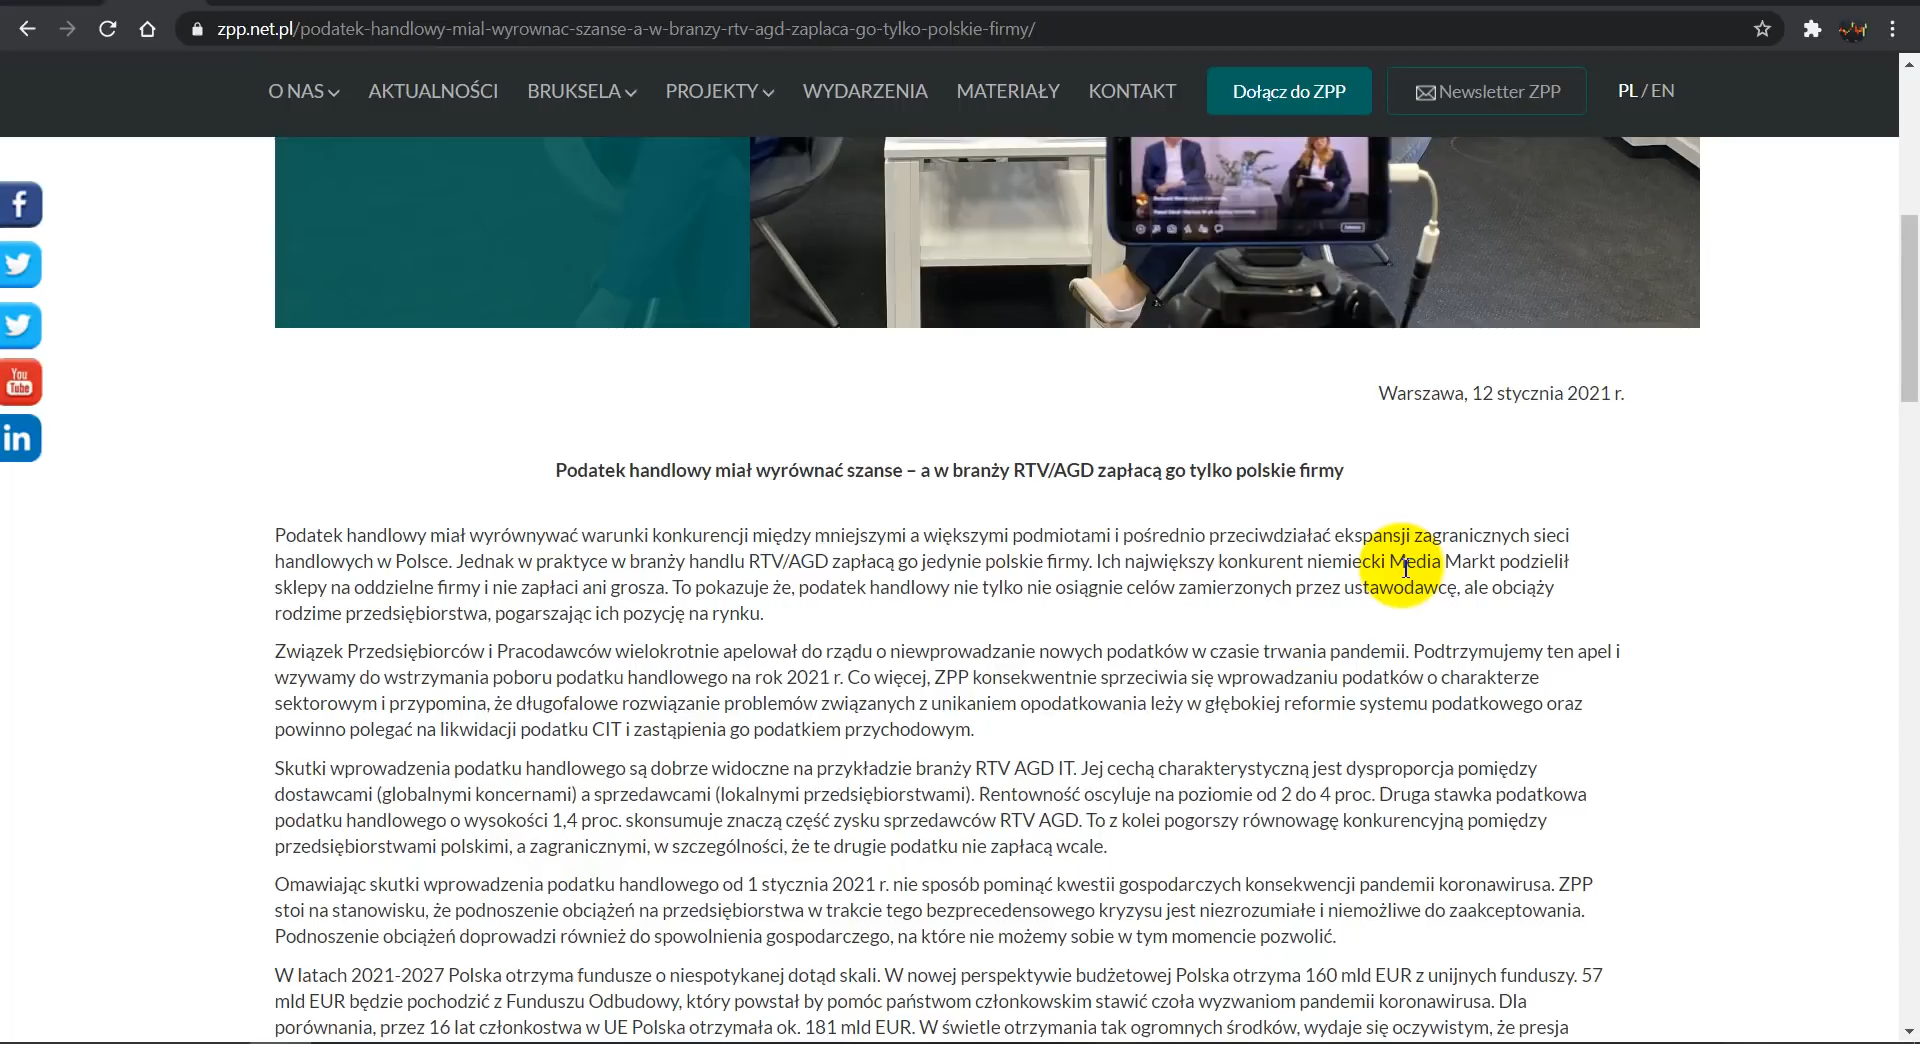 zpp.net.pl/podatek-handlowy-mial-wyrownac-szanse-a-w-branzy-rtv-agd-zaplaca-go-tylko-polskie-firmy/
O NAS AKTUALNOŚCI BRUKSELA PROJEKTY WYDARZENIA MATERIAŁY KONTAKT Dołącz do ZPP Newsletter ZPP PL / EN
f
You
Tube
in
Warszawa, 12 stycznia 2021 r.
Podatek handlowy miał wyrównać szanse – a w branży RTV/AGD zapłacą go tylko polskie firmy
Podatek handlowy miał wyrównywać warunki konkurencji między mniejszymi a większymi podmiotami i pośrednio przeciwdziałać ekspansji zagranicznych sieci
handlowych w Polsce. Jednak w praktyce w branży handlu RTV/AGD zapłacą go jedynie polskie firmy. Ich największy konkurent niemiecki Media Markt podzielił
sklepy na oddzielne firmy i nie zapłaci ani grosza. To pokazuje że, podatek handlowy nie tylko nie osiągnie celów zamierzonych przez ustawodawcę, ale obciąży
rodzime przedsiębiorstwa, pogarszając ich pozycję na rynku.
Związek Przedsiębiorców i Pracodawców wielokrotnie apelował do rządu o niewprowadzanie nowych podatków w czasie trwania pandemii. Podtrzymujemy ten apel i
wzywamy do wstrzymania poboru podatku handlowego na rok 2021 r. Co więcej, ZPP konsekwentnie sprzeciwia się wprowadzaniu podatków o charakterze
sektorowym i przypomina, że długofalowe rozwiązanie problemów związanych z unikaniem opodatkowania leży w głębokiej reformie systemu podatkowego oraz
powinno polegać na likwidacji podatku CIT i zastąpienia go podatkiem przychodowym.
Skutki wprowadzenia podatku handlowego są dobrze widoczne na przykładzie branży RTV AGD IT. Jej cechą charakterystyczną jest dysproporcja pomiędzy
dostawcami (globalnymi koncernami) a sprzedawcami (lokalnymi przedsiębiorstwami). Rentowność oscyluje na poziomie od 2 do 4 proc. Druga stawka podatkowa
podatku handlowego o wysokości 1,4 proc. skonsumuje znaczą część zysku sprzedawców RTV AGD. To z kolei pogorszy równowagę konkurencyjną pomiędzy
przedsiębiorstwami polskimi, a zagranicznymi, w szczególności, że te drugie podatku nie zapłacą wcale.
Omawiając skutki wprowadzenia podatku handlowego od 1 stycznia 2021 r. nie sposób pominąć kwestii gospodarczych konsekwencji pandemii koronawirusa. ZPP
stoi na stanowisku, że podnoszenie obciążeń na przedsiębiorstwa w trakcie tego bezprecedensowego kryzysu jest niezrozumiałe i niemożliwe do zaakceptowania.
Podnoszenie obciążeń doprowadzi również do spowolnienia gospodarczego, na które nie możemy sobie w tym momencie pozwolić.
W latach 2021-2027 Polska otrzyma fundusze o niespotykanej dotąd skali. W nowej perspektywie budżetowej Polska otrzyma 160 mld EUR z unijnych funduszy. 57
mld EUR będzie pochodzić z Funduszu Odbudowy, który powstał by pomóc państwom członkowskim stawić czoła wyzwaniom pandemii koronawirusa. Dla
porównania, przez 16 lat członkostwa w UE Polska otrzymała ok. 181 mld EUR. W świetle otrzymania tak ogromnych środków, wydaje się oczywistym, że presja